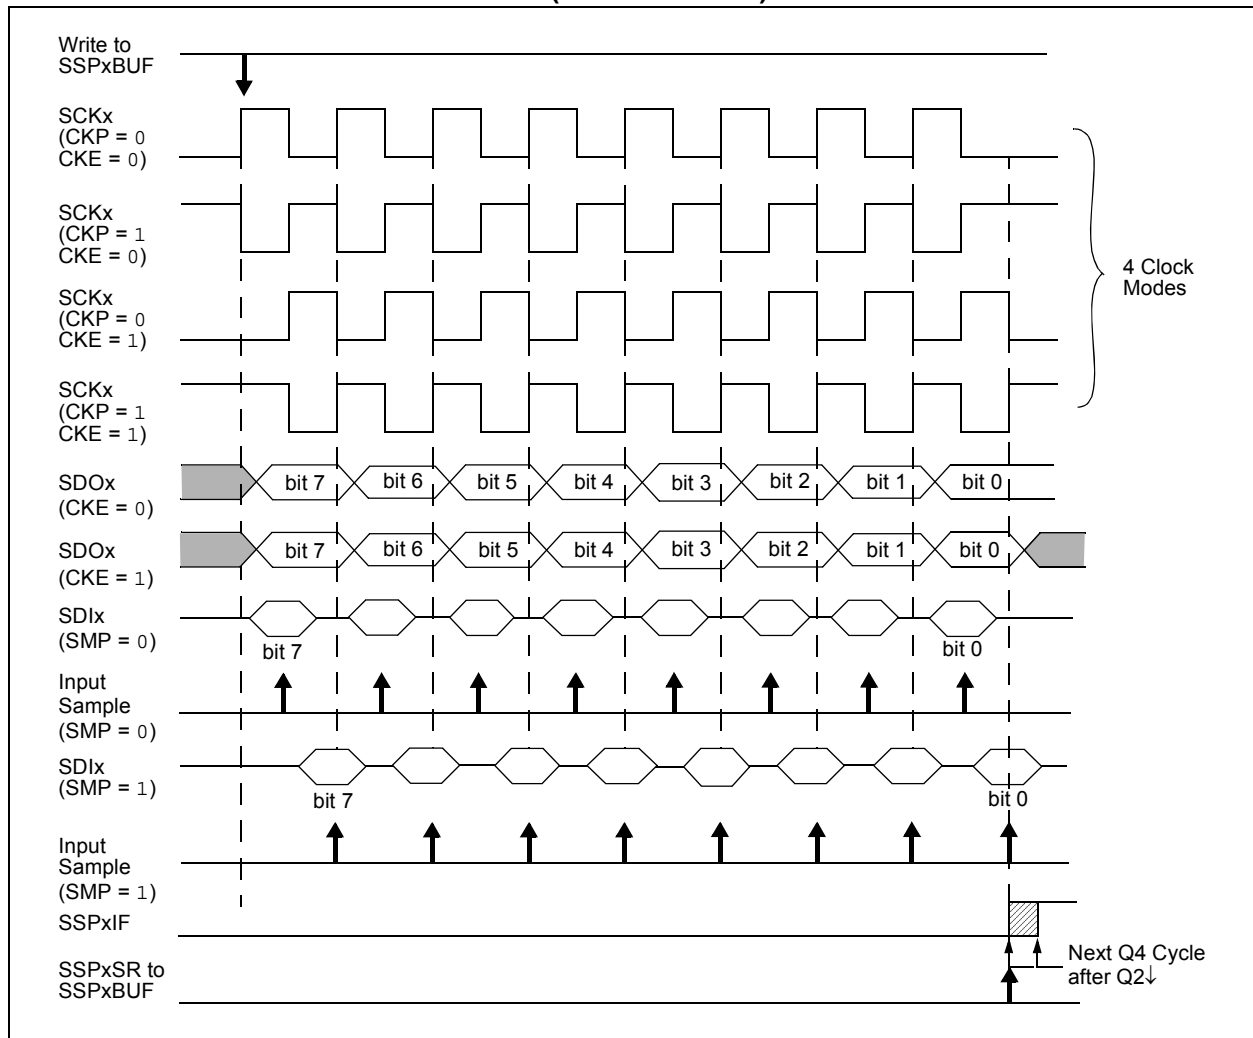 Write to
SSPxBUF
SCKx
(CKP = 0
CKE = 0)
SCKx
(CKP = 1
CKE = 0)
SCKx
(CKP = 0
CKE = 1)
SCKx
(CKP = 1
CKE = 1)
4 Clock
Modes
SDOx
(CKE = 0)
bit 7 bit 6 bit 5 bit 4 bit 3 bit 2 bit 1 bit 0
SDOx
(CKE = 1)
bit 7 bit 6 bit 5 bit 4 bit 3 bit 2 bit 1 bit 0
SDIx
(SMP = 0)
bit 7 bit 0
Input
Sample
(SMP = 0)
SDIx
(SMP = 1)
bit 7 bit 0
Input
Sample
(SMP = 1)
SSPxIF
SSPxSR to
SSPxBUF
Next Q4 Cycle
after Q2↓